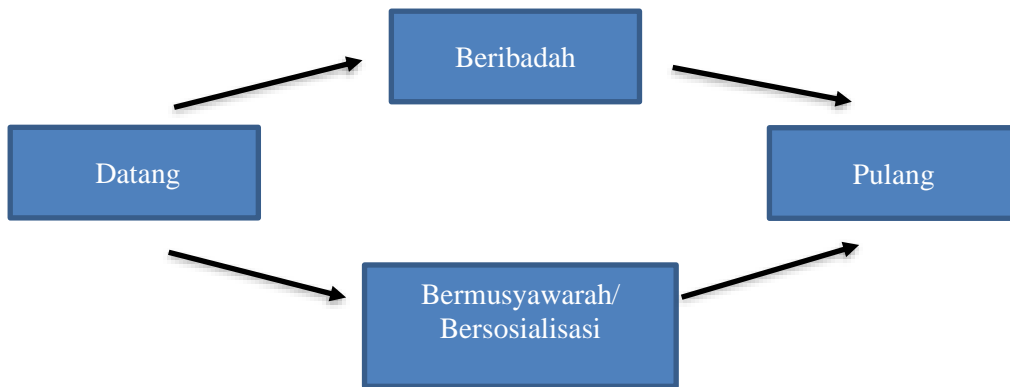 Beribadah
Datang
Pulang
Bermusyawarah/
Bersosialisasi